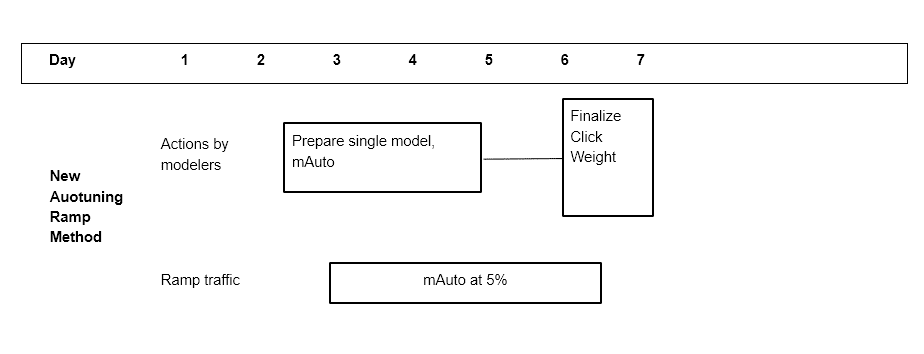 Day 1 2 3 4 5 6 7
Actions by
modelers
Prepare single model,
mAuto
Finalize
Click
Weight
New
Auotuning
Ramp
Method
Ramp traffic
mAuto at 5%